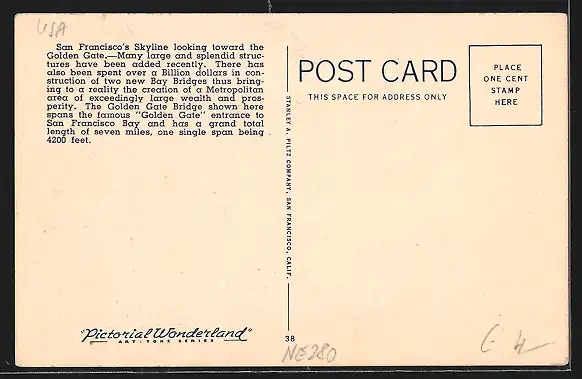 USA
San Francisco's Skyline looking toward the
Golden Gate.—Many large and splendid struc-
tures have been added recently. There has
also been spent over a Billion dollars in con-
struction of two new Bay Bridges thus bring-
ing to a reality the creation of a Metropolitan
area of exceedingly large wealth and pros-
perity. The Golden Gate Bridge shown here
spans the famous "Golden Gate" entrance to
San Francisco Bay and has a grand total
length of seven miles, one single span being
4200 feet.
"Pictorial Wonderland"
ART-TONE SERIES
STANLEY A. PILTZ COMPANY, SAN FRANCISCO, CALIF.
38
NE280
POST CARD
THIS SPACE FOR ADDRESS ONLY
PLACE
ONE CENT
STAMP
HERE